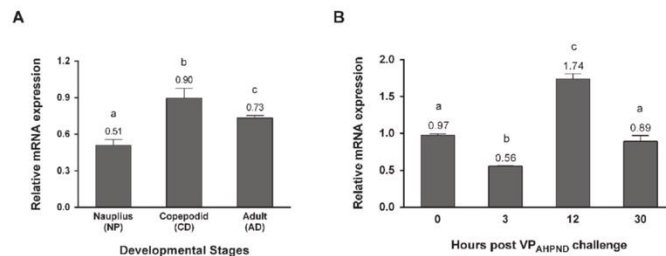 A
Relative mRNA expression
1.2
0.9
0.6
0.3
0.0
a
0.51
b
0.90
c
0.73
Nauplius
(NP)
Copepodid
(CD)
Adult
(AD)
Developmental Stages
B
Relative mRNA expression
2.0
1.5
1.0
0.5
0.0
a
0.97
b
0.56
c
1.74
a
0.89
0
3
12
30
Hours post VPAHPND challenge